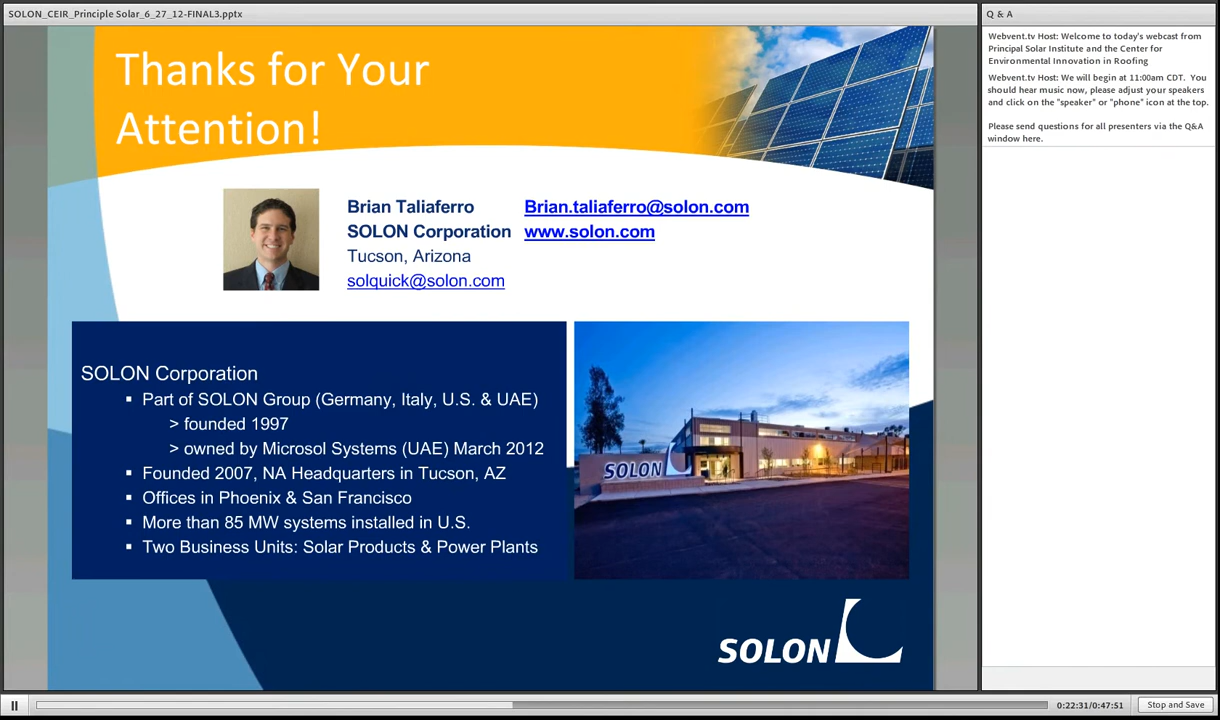 SOLON_CEIR_Principle Solar_6_27_12-FINAL3.pptx
Thanks for Your
Attention!
Brian Taliaferro Brian.taliaferro@solon.com
SOLON Corporation www.solon.com
Tucson, Arizona
solquick@solon.com
SOLON Corporation
▪ Part of SOLON Group (Germany, Italy, U.S. & UAE)
> founded 1997
> owned by Microsol Systems (UAE) March 2012
▪ Founded 2007, NA Headquarters in Tucson, AZ
▪ Offices in Phoenix & San Francisco
▪ More than 85 MW systems installed in U.S.
▪ Two Business Units: Solar Products & Power Plants
SOLON
SOLON
Q & A
Webvent.tv Host: Welcome to today's webcast from
Principal Solar Institute and the Center for
Environmental Innovation in Roofing
Webvent.tv Host: We will begin at 11:00am CDT. You
should hear music now, please adjust your speakers
and click on the "speaker" or "phone" icon at the top.
Please send questions for all presenters via the Q&A
window here.
0:22:31/0:47:51
Stop and Save